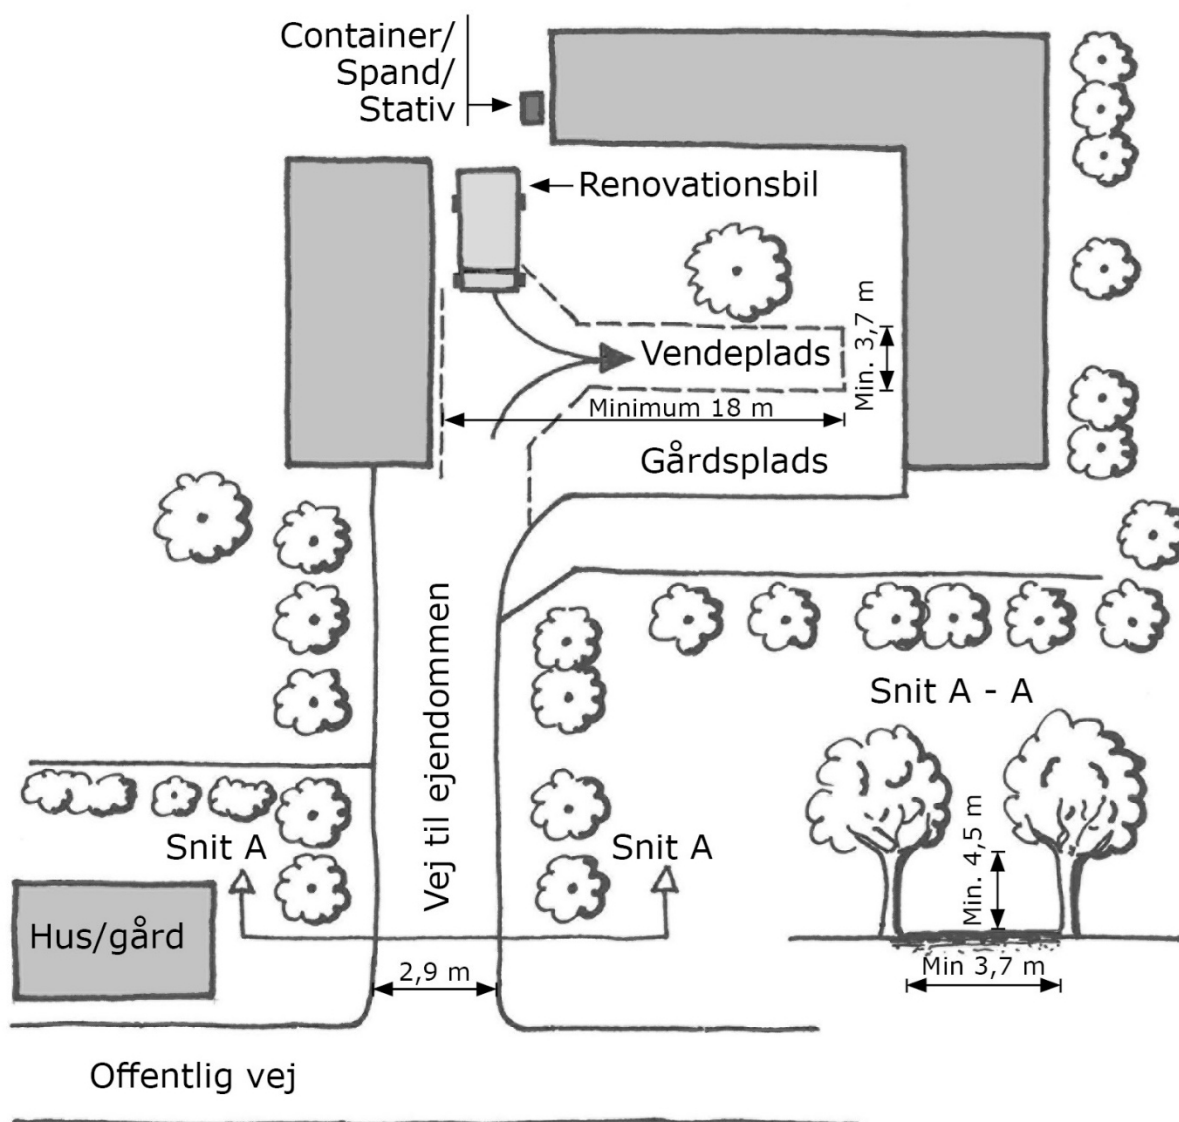 Container/
Spand/
Stativ
Renovationsbil
Vendeplads
Min. 3,7 m
Minimum 18 m
Gårdsplads
Vej til ejendommen
Snit A - A
Snit A
Snit A
Min. 4,5 m
Hus/gård
2,9 m
Min 3,7 m
Offentlig vej